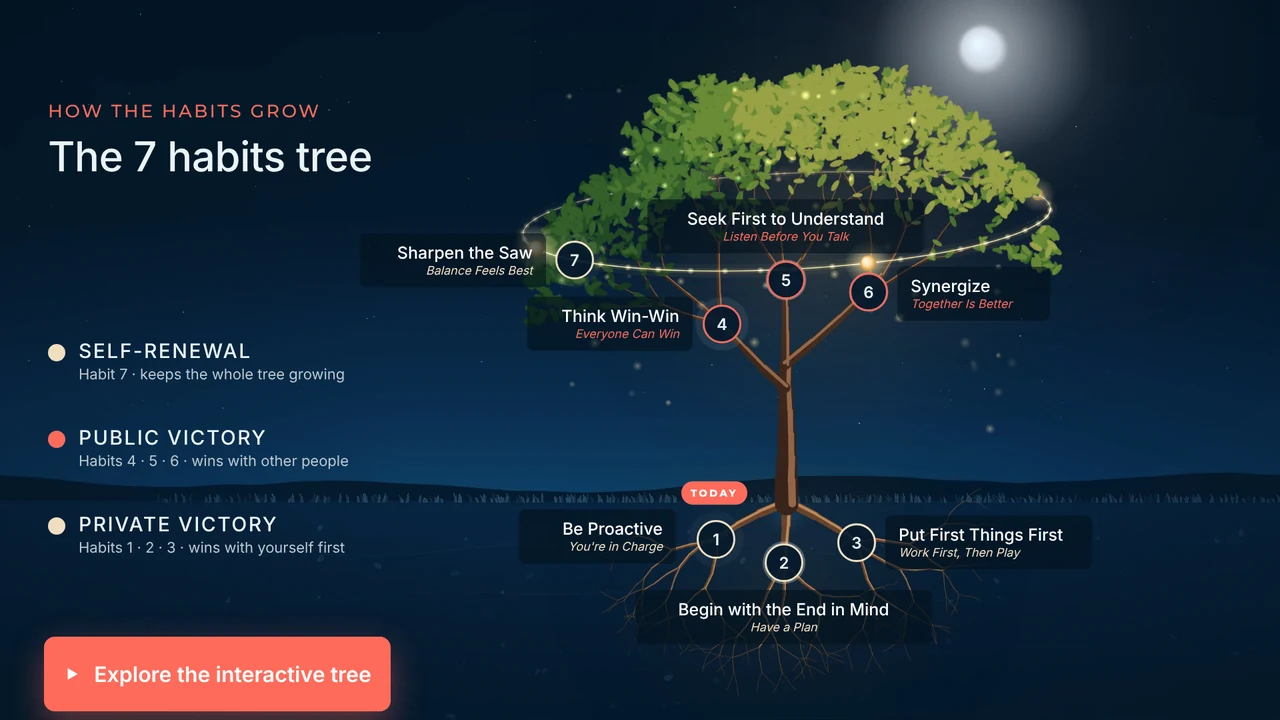 HOW THE HABITS GROW
The 7 habits tree
SELF-RENEWAL
Habit 7 · keeps the whole tree growing
PUBLIC VICTORY
Habits 4 · 5 · 6 · wins with other people
PRIVATE VICTORY
Habits 1 · 2 · 3 · wins with yourself first
▶ Explore the interactive tree
Seek First to Understand
Listen Before You Talk
5
Sharpen the Saw
Balance Feels Best
7
Synergize
Together Is Better
6
Think Win-Win
Everyone Can Win
4
TODAY
Be Proactive
You're in Charge
1
2
Begin with the End in Mind
Have a Plan
3
Put First Things First
Work First, Then Play